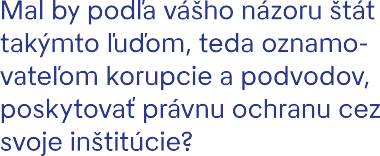 Mal by podľa vášho názoru štát
takýmto ľuďom, teda oznamo-
vateľom korupcie a podvodov,
poskytovať právnu ochranu cez
svoje inštitúcie?